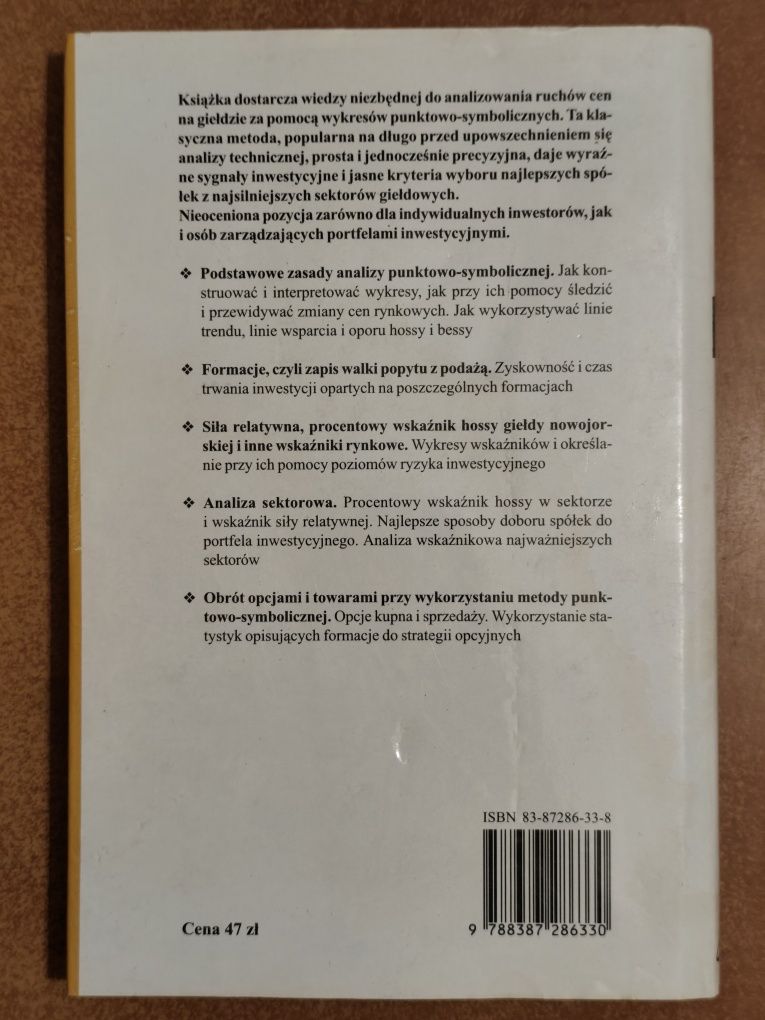 Książka dostarcza wiedzy niezbędnej do analizowania ruchów cen
na giełdzie za pomocą wykresów punktowo-symbolicznych. Ta kla-
syczna metoda, popularna na długo przed upowszechnieniem się
analizy technicznej, prosta i jednocześnie precyzyjna, daje wyraź-
ne sygnały inwestycyjne i jasne kryteria wyboru najlepszych spó-
łek z najsilniejszych sektorów giełdowych.
Nieoceniona pozycja zarówno dla indywidualnych inwestorów, jak
i osób zarządzających portfelami inwestycyjnymi.
❖ Podstawowe zasady analizy punktowo-symbolicznej. Jak kon-
struować i interpretować wykresy, jak przy ich pomocy śledzić
i przewidywać zmiany cen rynkowych. Jak wykorzystywać linie
trendu, linie wsparcia i oporu hossy i bessy
❖ Formacje, czyli zapis walki popytu z podażą. Zyskowność i czas
trwania inwestycji opartych na poszczególnych formacjach
❖ Siła relatywna, procentowy wskaźnik hossy giełdy nowojor-
skiej i inne wskaźniki rynkowe. Wykresy wskaźników i określa-
nie przy ich pomocy poziomów ryzyka inwestycyjnego
❖ Analiza sektorowa. Procentowy wskaźnik hossy w sektorze
i wskaźnik siły relatywnej. Najlepsze sposoby doboru spółek do
portfela inwestycyjnego. Analiza wskaźnikowa najważniejszych
sektorów
❖ Obrót opcjami i towarami przy wykorzystaniu metody punk-
towo-symbolicznej. Opcje kupna i sprzedaży. Wykorzystanie sta-
tystyk opisujących formacje do strategii opcyjnych
ISBN 83-87286-33-8
9 788387 286330
Cena 47 zł